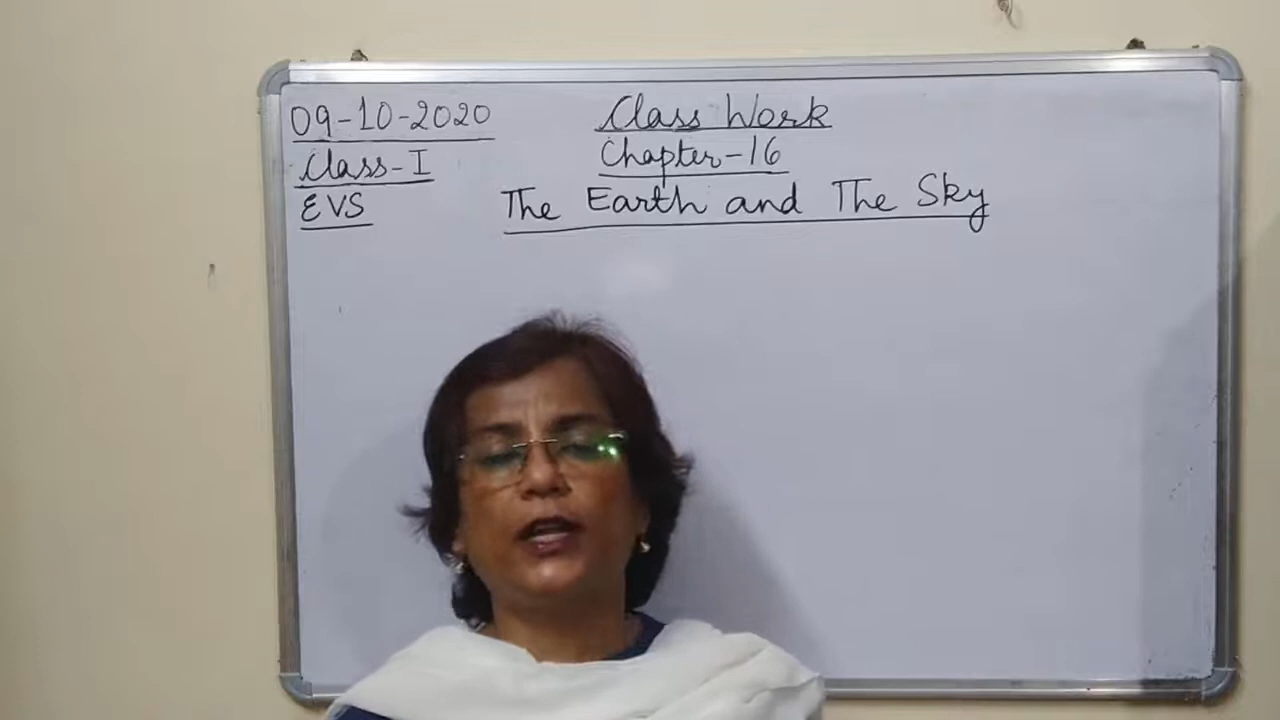 09-10-2020
Class Work
Class-I
Chapter-16
EVS
The Earth and The Sky